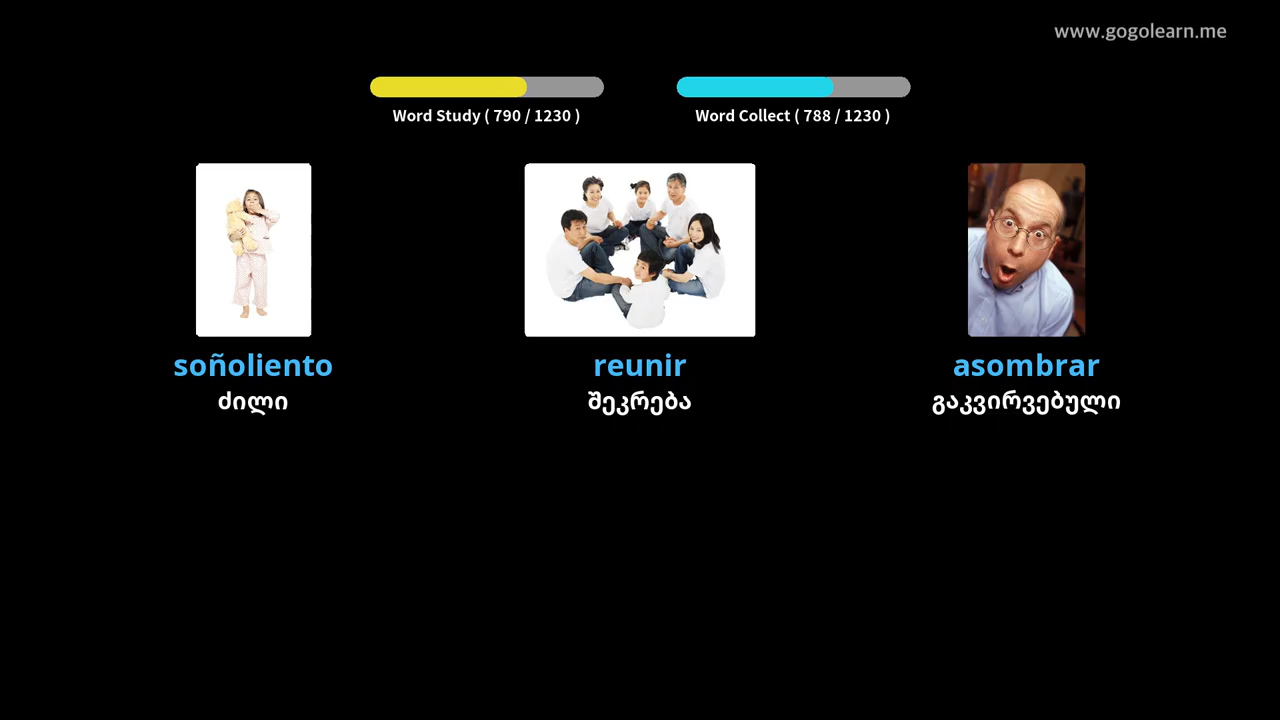 www.gogolearn.me
Word Study ( 790 / 1230 )
Word Collect ( 788 / 1230 )
soñoliento
ძილი
reunir
შეკრება
asombrar
გაკვირვებული